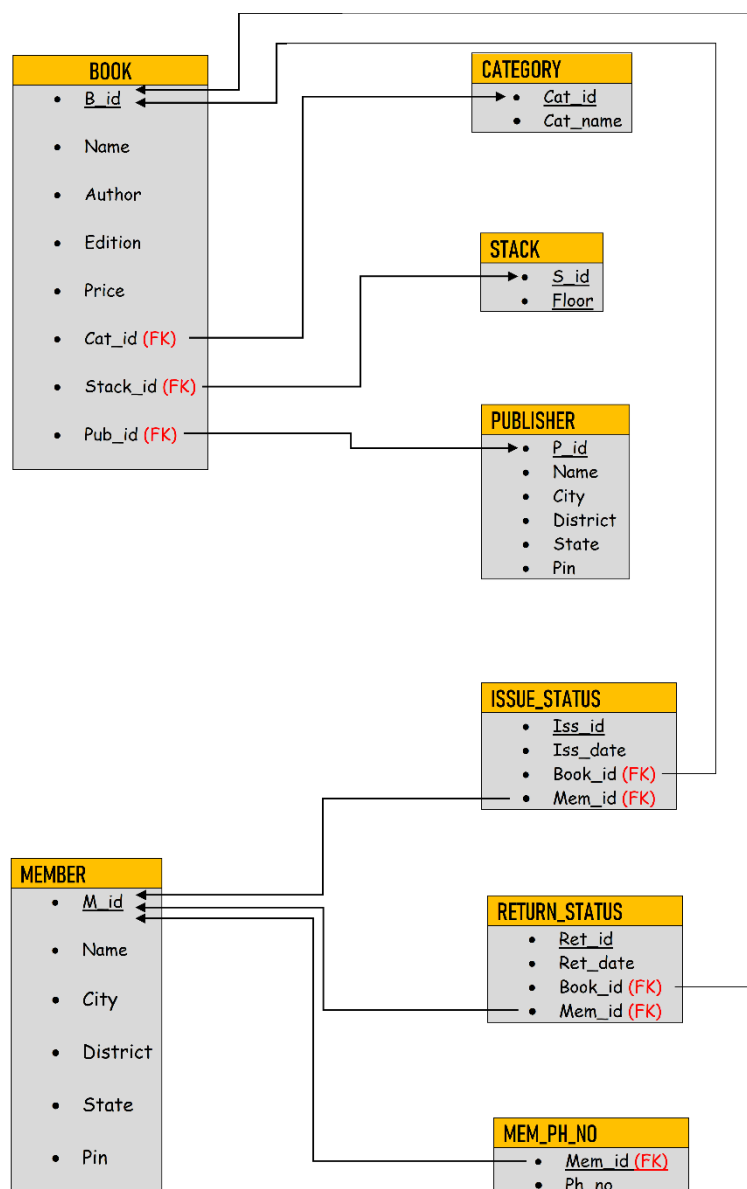 BOOK
B_id
Name
Author
Edition
Price
Cat_id (FK)
Stack_id (FK)
Pub_id (FK)
CATEGORY
Cat_id
Cat_name
STACK
S_id
Floor
PUBLISHER
P_id
Name
City
District
State
Pin
ISSUE_STATUS
Iss_id
Iss_date
Book_id (FK)
Mem_id (FK)
MEMBER
M_id
Name
City
District
State
Pin
RETURN_STATUS
Ret_id
Ret_date
Book_id (FK)
Mem_id (FK)
MEM_PH_NO
Mem_id (FK)
Ph_no